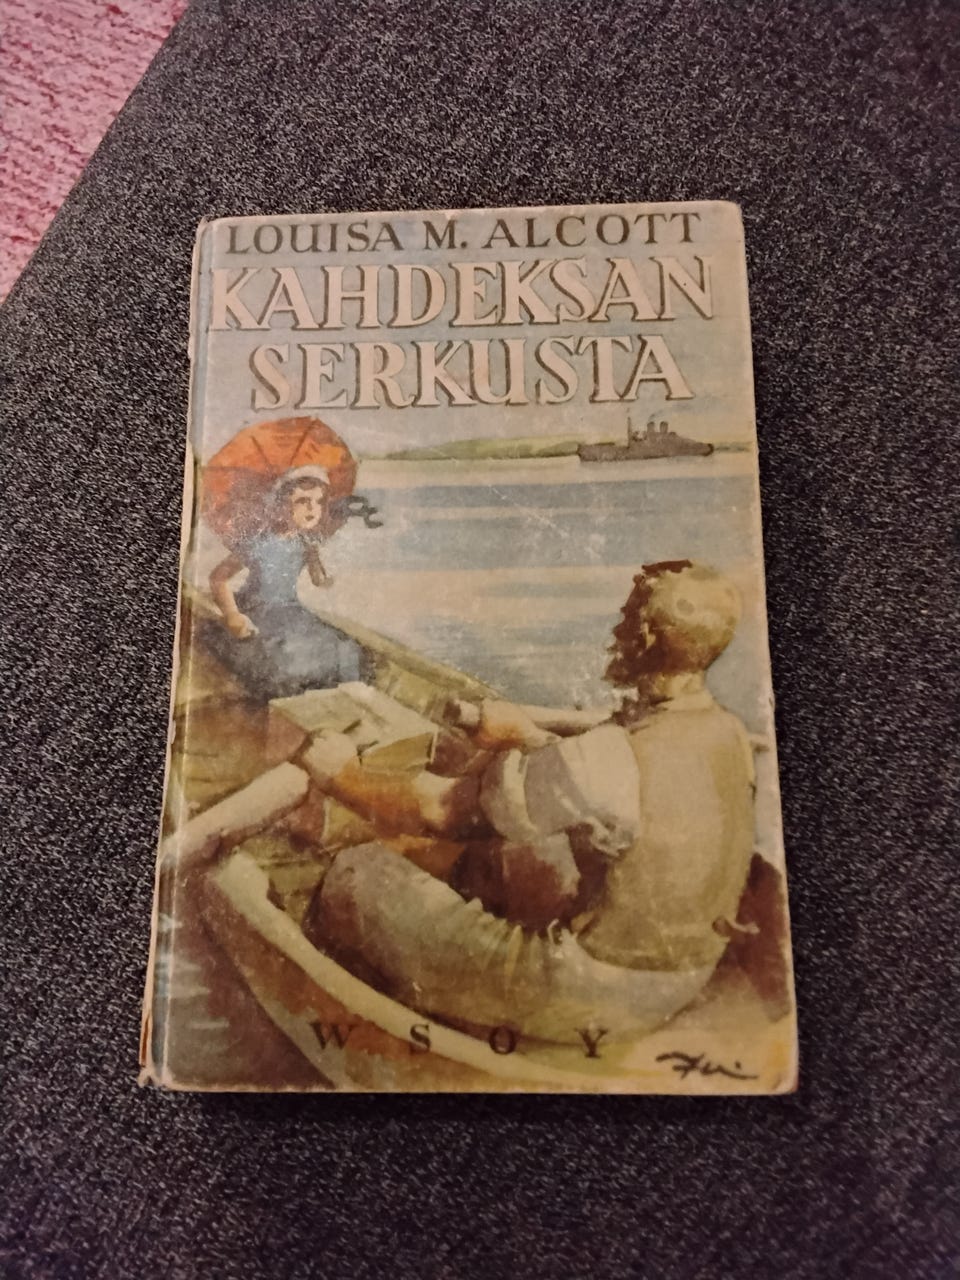 LOUISA M. ALCOTT
KAHDEKSAN
SERKUSTA
W S O Y